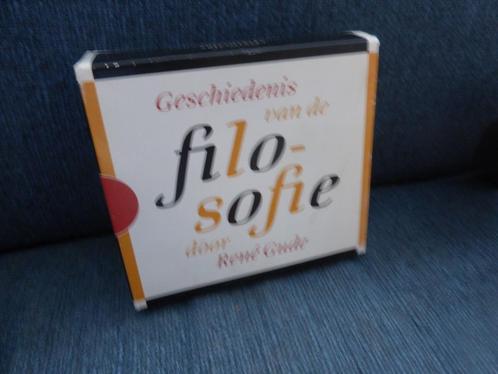 Geschiedenis
van de
filo-
sofie
door
René Gude